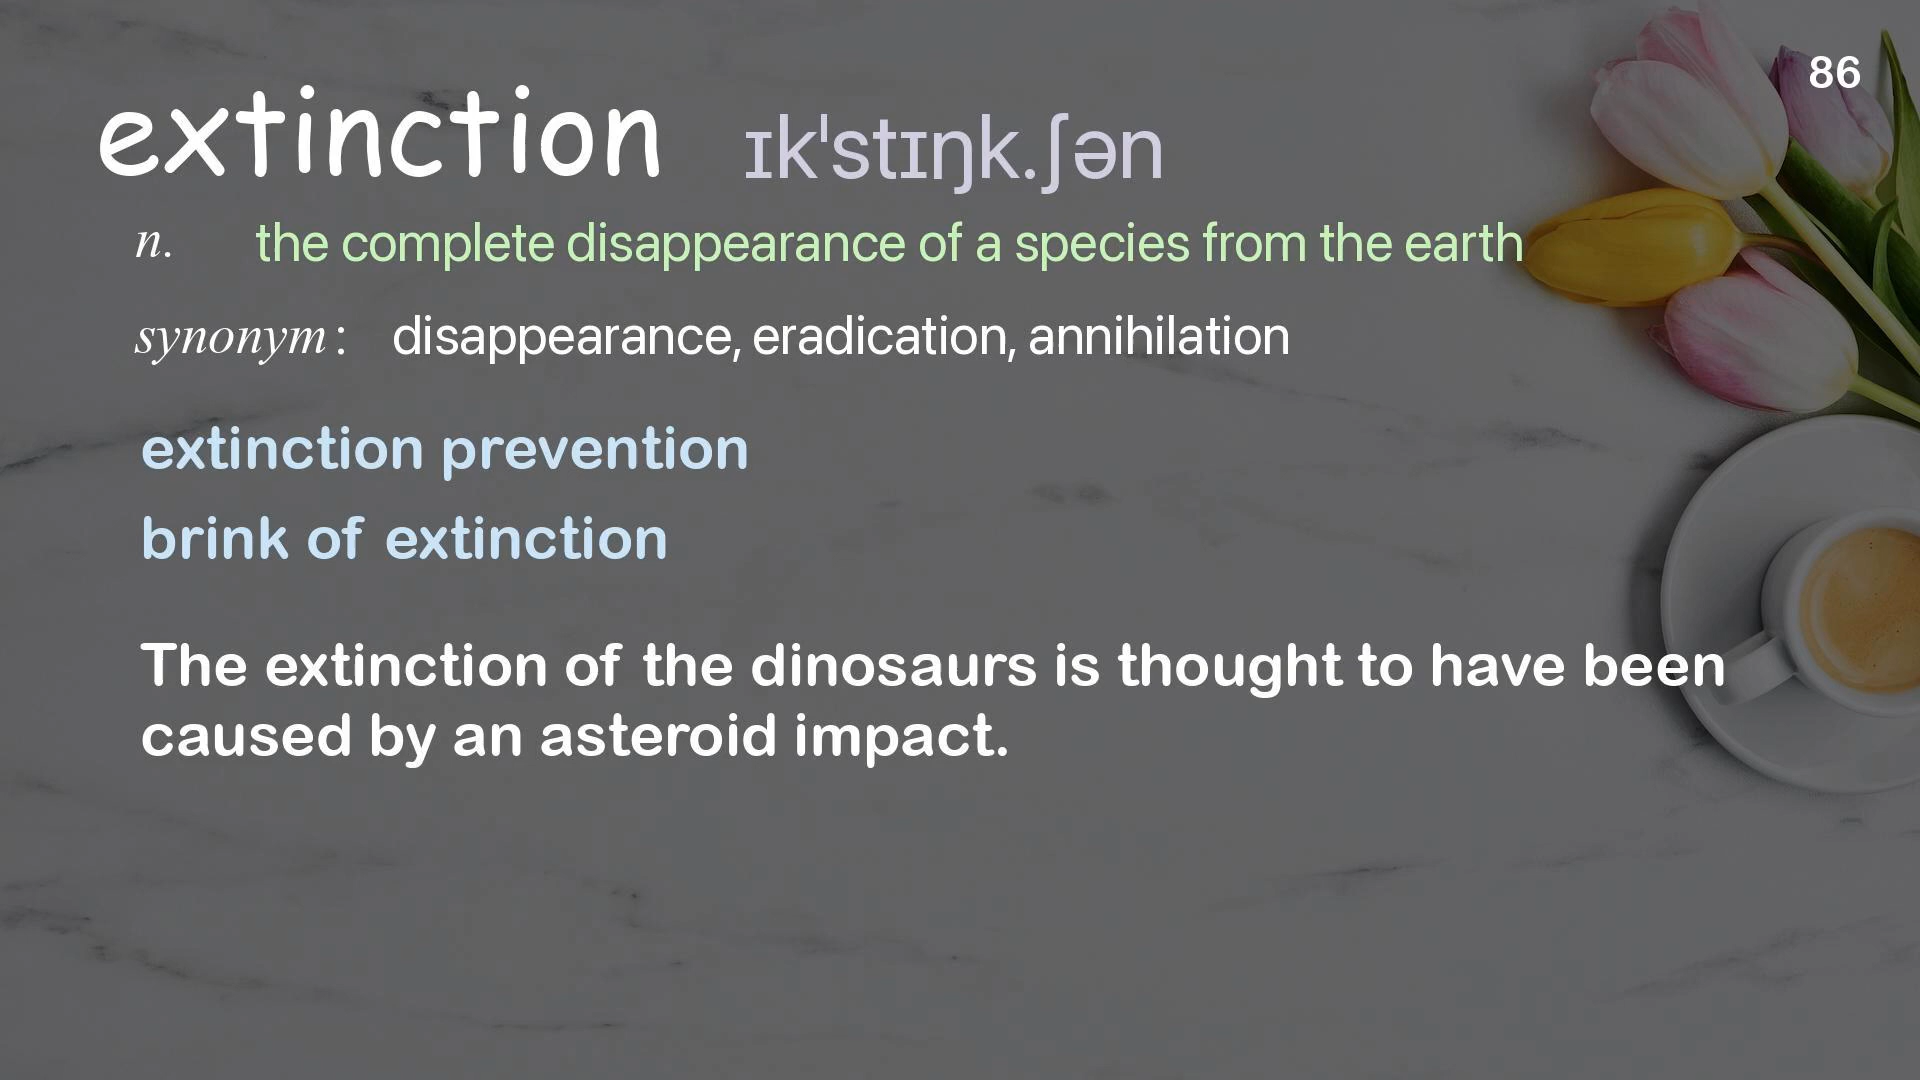 86
extinction ɪkˈstɪŋk.ʃən
n. the complete disappearance of a species from the earth
synonym: disappearance, eradication, annihilation
extinction prevention
brink of extinction
The extinction of the dinosaurs is thought to have been
caused by an asteroid impact.